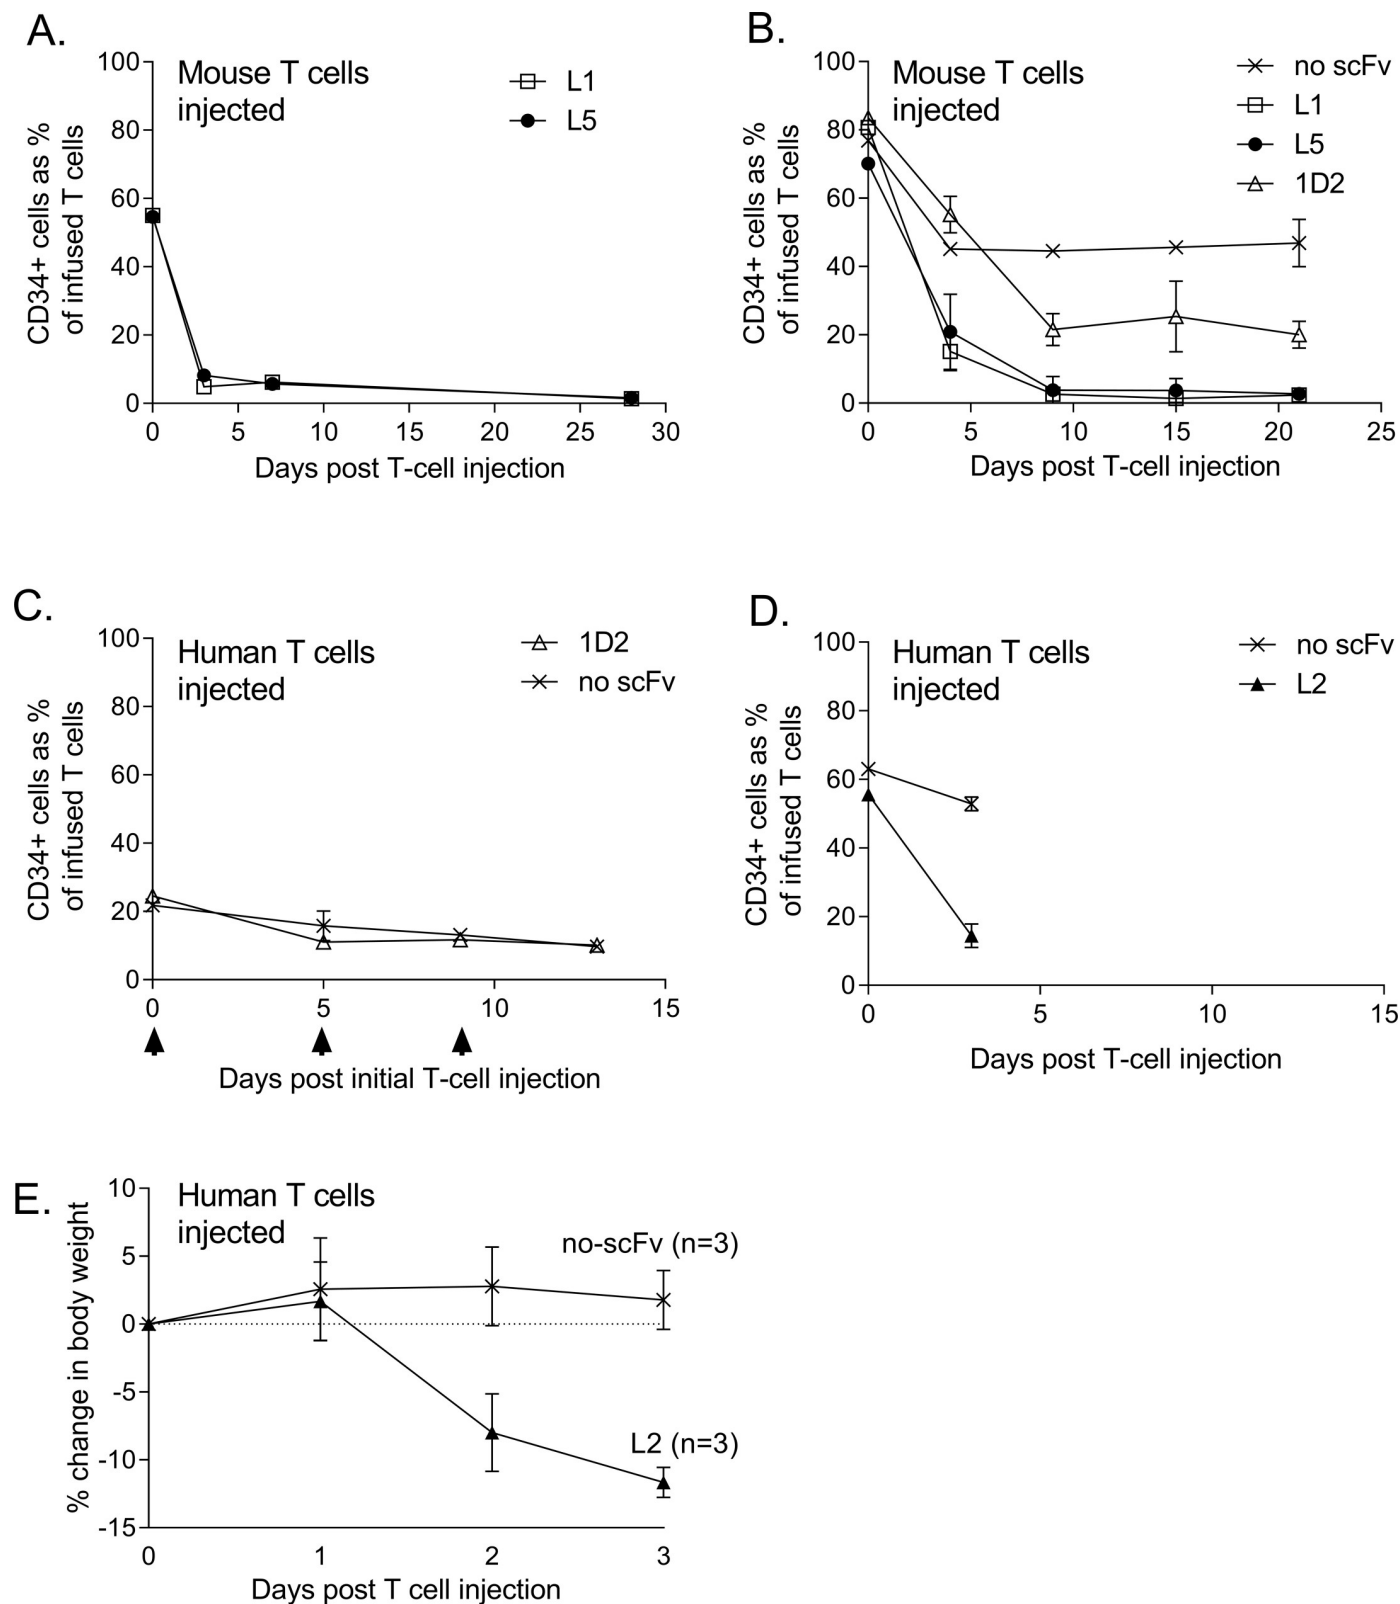 A.
CD34+ cells as %
of infused T cells
100
80
60
40
20
0
Mouse T cells
injected
L1
L5
0 5 10 15 20 25 30
Days post T-cell injection
B.
CD34+ cells as %
of infused T cells
100
80
60
40
20
0
Mouse T cells
injected
no scFv
L1
L5
1D2
0 5 10 15 20 25
Days post T-cell injection
C.
CD34+ cells as %
of infused T cells
100
80
60
40
20
0
Human T cells
injected
1D2
no scFv
0 5 10 15
Days post initial T-cell injection
D.
CD34+ cells as %
of infused T cells
100
80
60
40
20
0
Human T cells
injected
no scFv
L2
0 5 10 15
Days post T-cell injection
E.
% change in body weight
10
5
0
-5
-10
-15
Human T cells
injected
no-scFv (n=3)
L2 (n=3)
0 1 2 3
Days post T cell injection